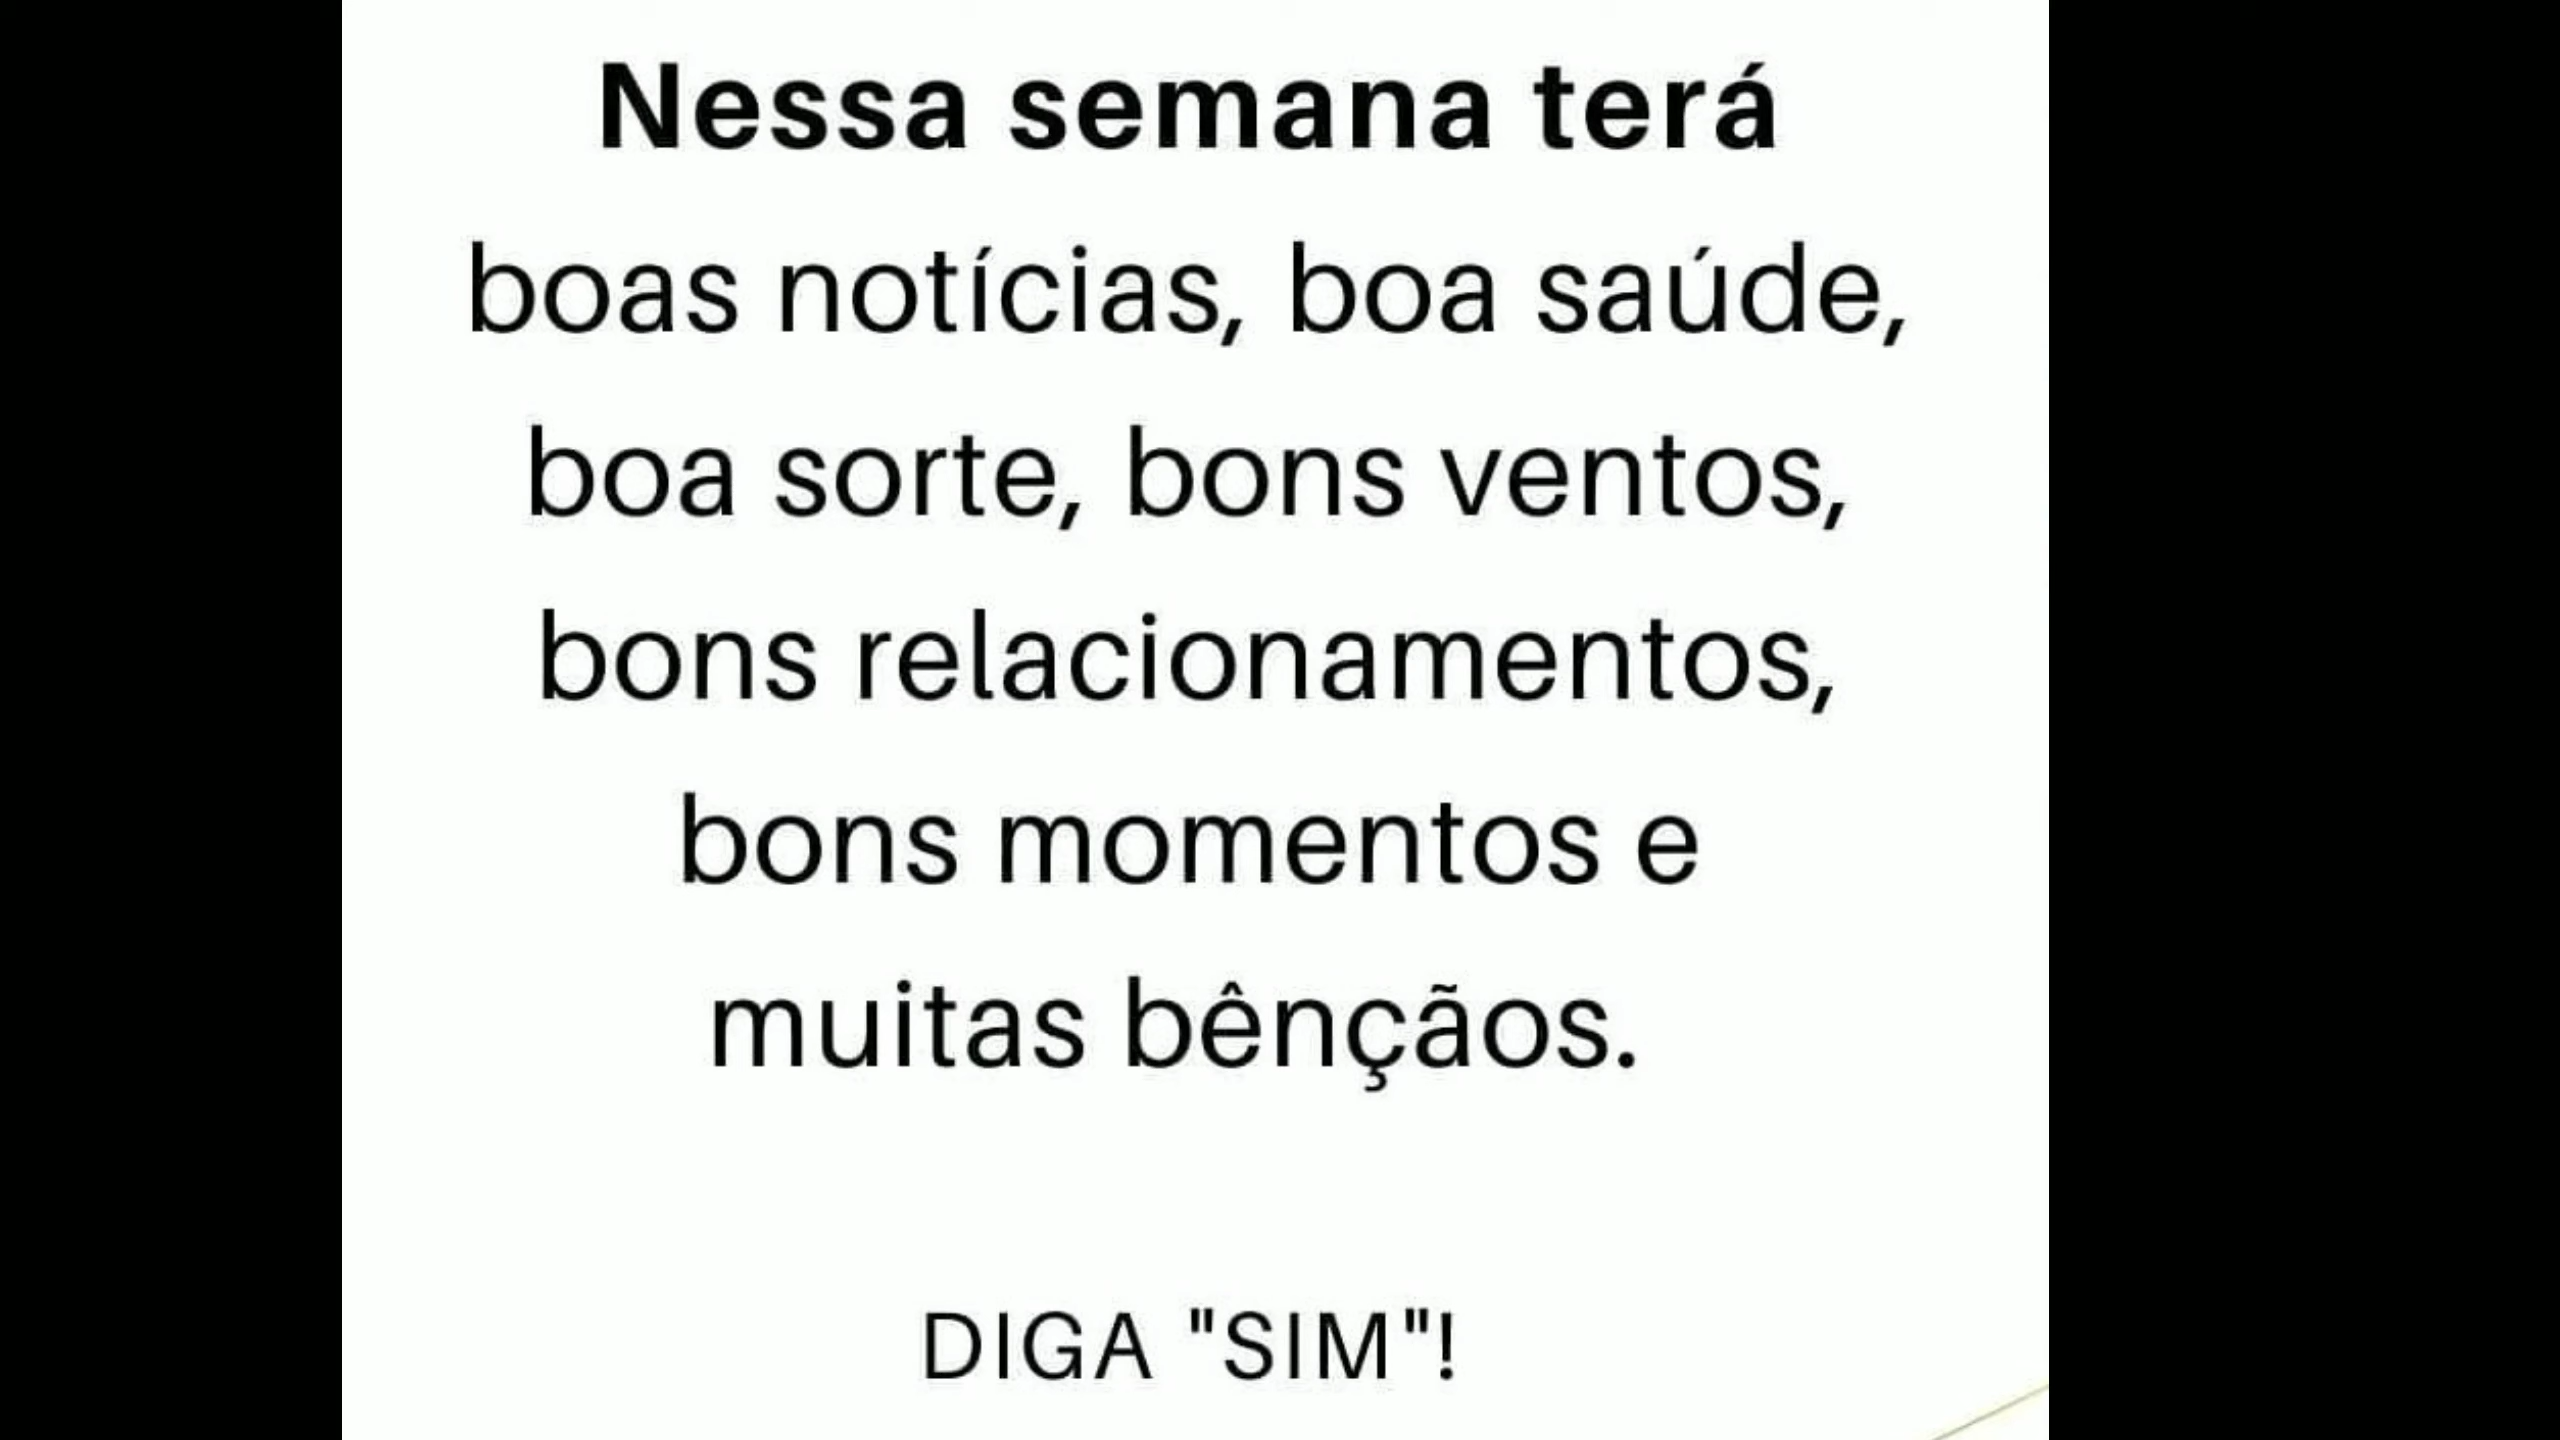 Nessa semana terá
boas notícias, boa saúde,
boa sorte, bons ventos,
bons relacionamentos,
bons momentos e
muitas bênçãos.
DIGA "SIM"!